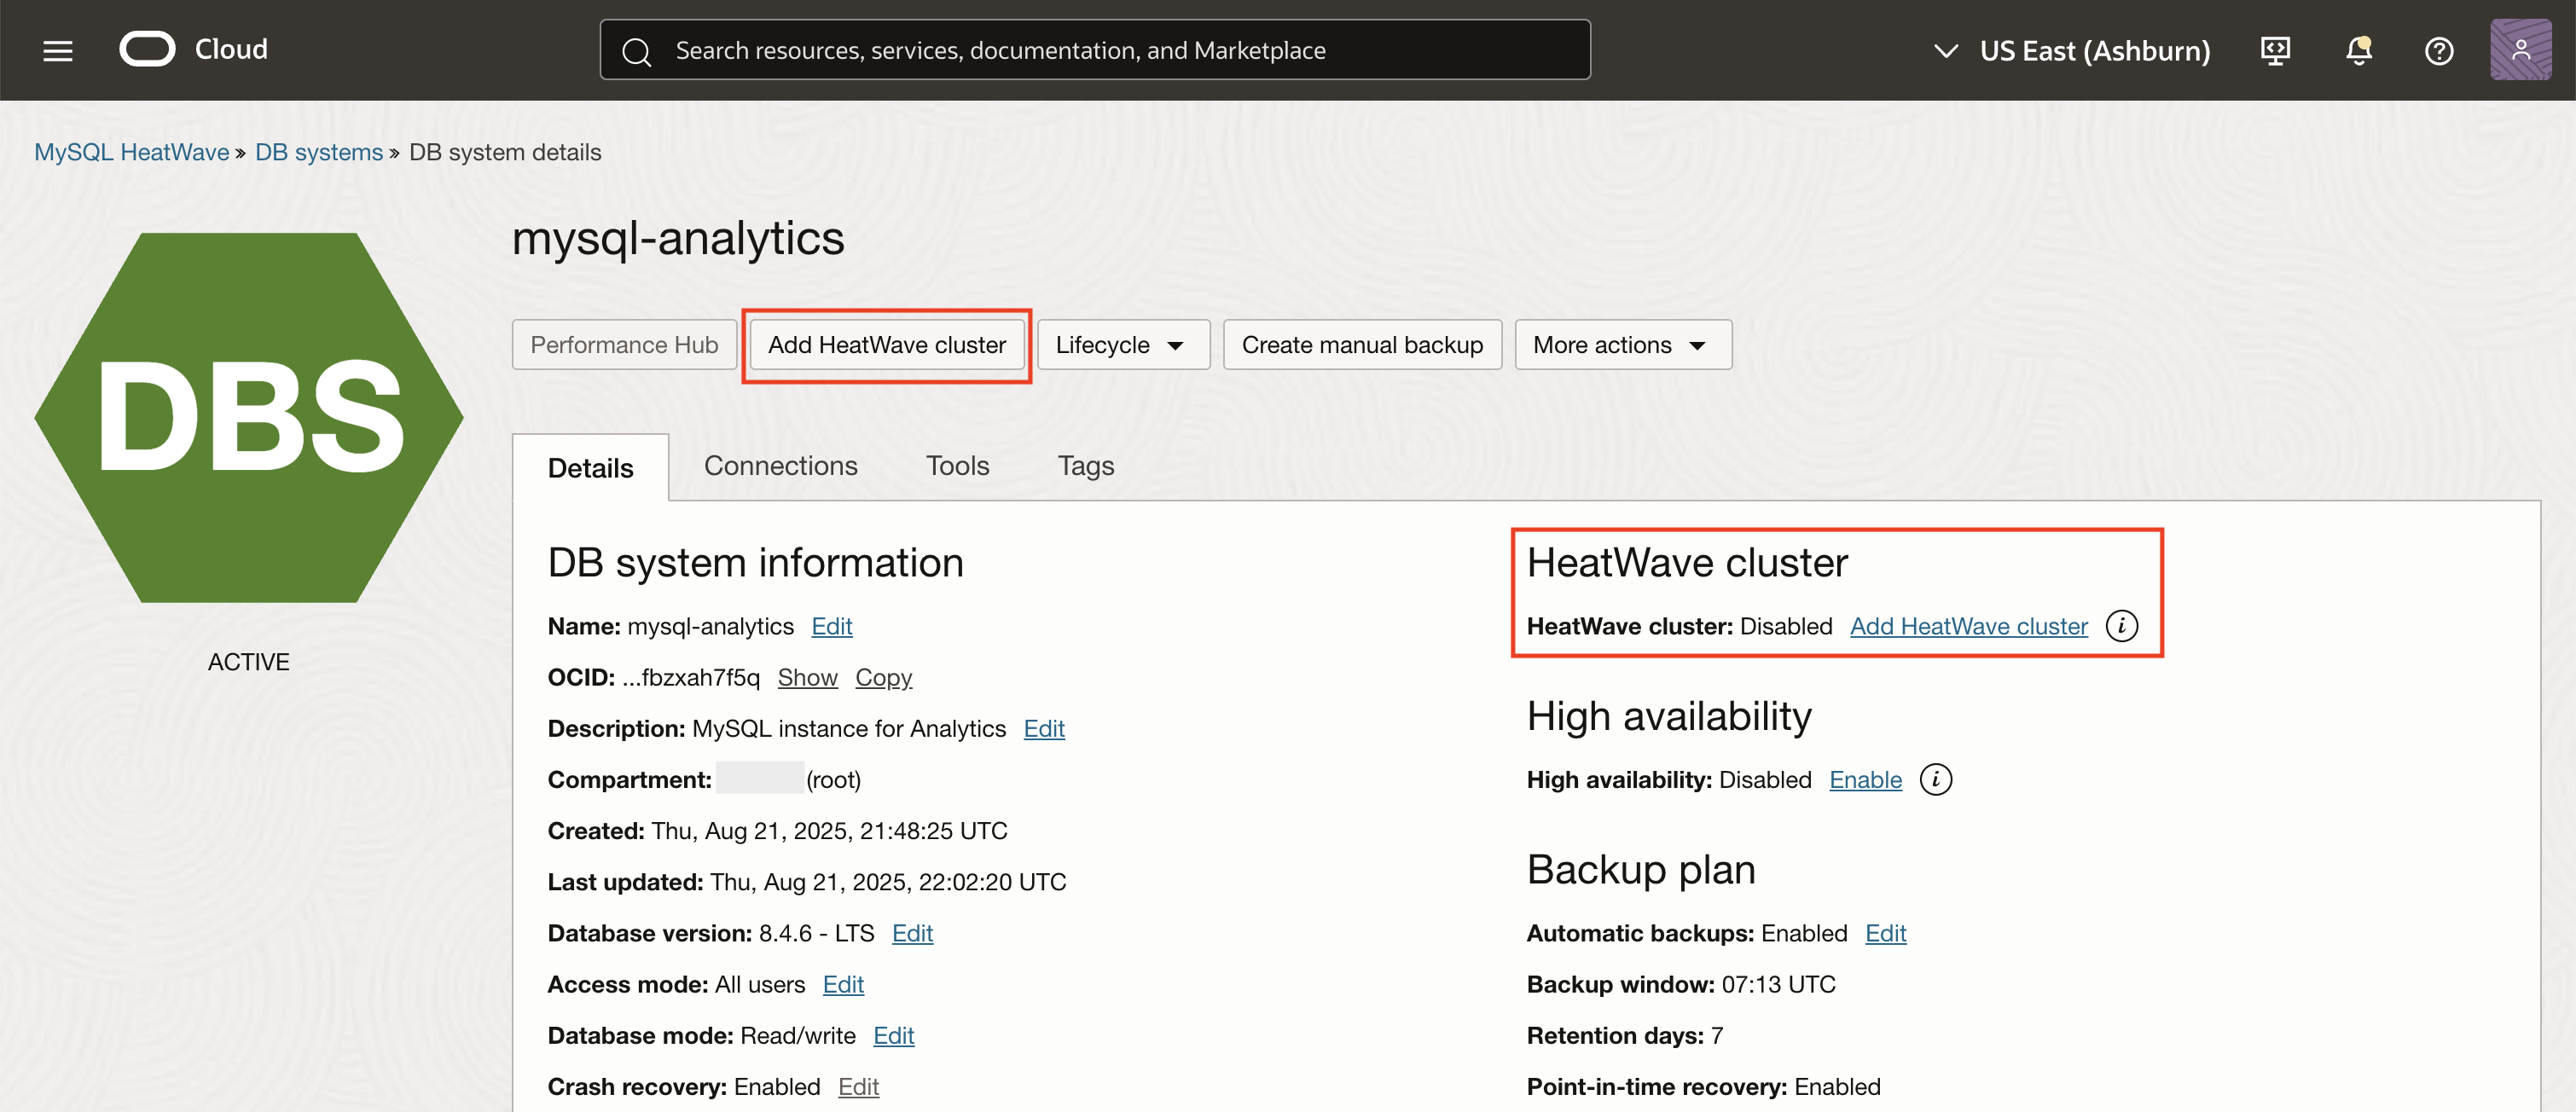 Cloud
Search resources, services, documentation, and Marketplace
US East (Ashburn)
MySQL HeatWave » DB systems » DB system details
DBS
ACTIVE
mysql-analytics
Performance Hub
Add HeatWave cluster
Lifecycle
Create manual backup
More actions
Details
Connections
Tools
Tags
DB system information
Name: mysql-analytics Edit
OCID: ...fbzxah7f5q Show Copy
Description: MySQL instance for Analytics Edit
Compartment: (root)
Created: Thu, Aug 21, 2025, 21:48:25 UTC
Last updated: Thu, Aug 21, 2025, 22:02:20 UTC
Database version: 8.4.6 - LTS Edit
Access mode: All users Edit
Database mode: Read/write Edit
Crash recovery: Enabled Edit
HeatWave cluster
HeatWave cluster: Disabled Add HeatWave cluster i
High availability
High availability: Disabled Enable i
Backup plan
Automatic backups: Enabled Edit
Backup window: 07:13 UTC
Retention days: 7
Point-in-time recovery: Enabled